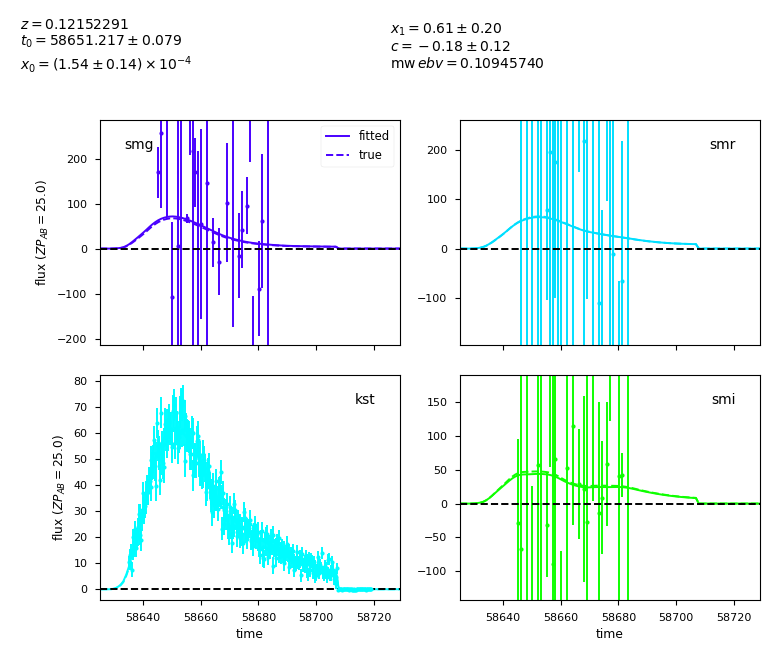 z = 0.12152291
t₀ = 58651.217 ± 0.079
x₀ = (1.54 ± 0.14) × 10⁻⁴
x₁ = 0.61 ± 0.20
c = −0.18 ± 0.12
mw ebv = 0.10945740
smg
fitted
true
flux (ZP_AB = 25.0)
200
100
0
−100
−200
smr
200
100
0
−100
kst
flux (ZP_AB = 25.0)
80
70
60
50
40
30
20
10
0
58640 58660 58680 58700 58720
time
smi
150
100
50
0
−50
−100
58640 58660 58680 58700 58720
time